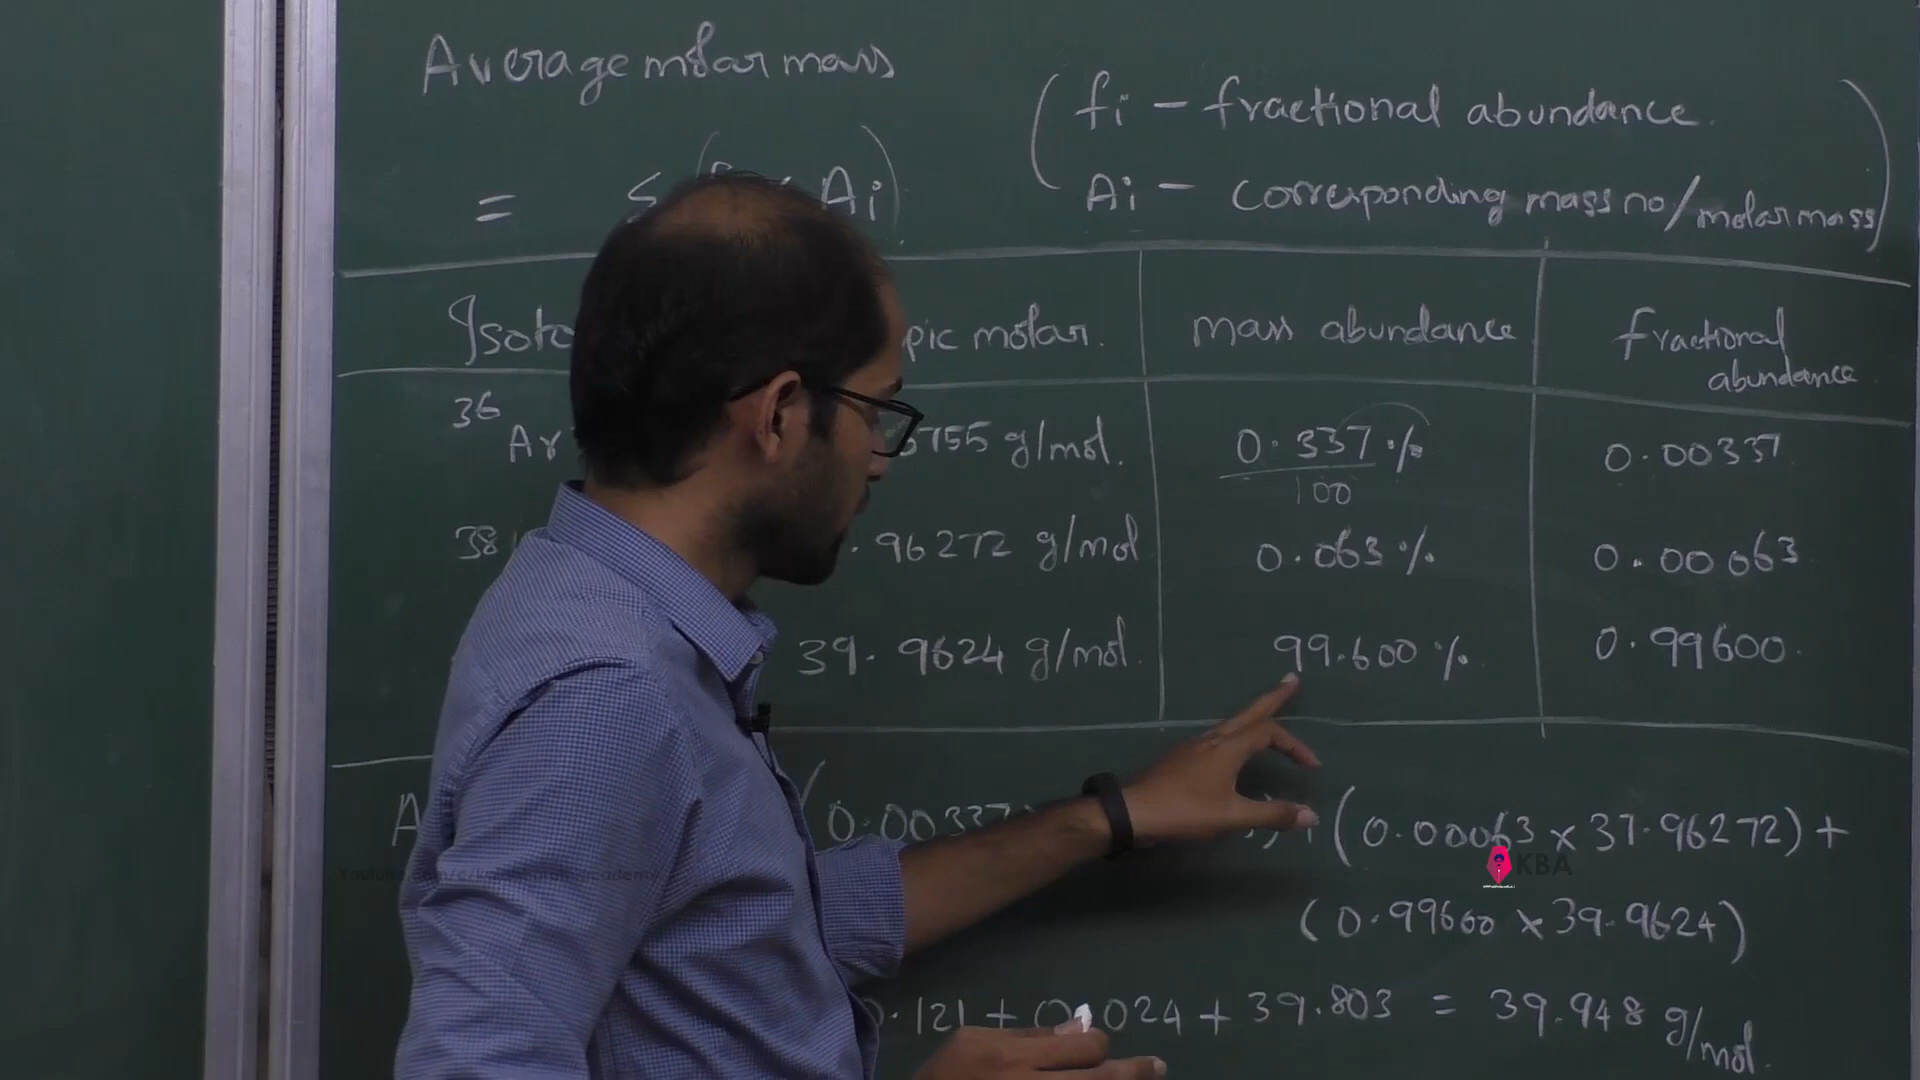 Average molar mass
( fi - fractional abundance
= Ai) Ai - corresponding mass no/molar mass)
molar. mass abundance fractional abundance
36 5755 g/mol. 0.337 % 0.00337
100
38 .96272 g/mol 0.063 % 0.00063
39.9624 g/mol. 99.600 % 0.99600.
(0.00337 (0.00063 x 37.96272) +
KBA
(0.99600 x 39.9624)
.121 + 0.024 + 39.803 = 39.948 g/mol.